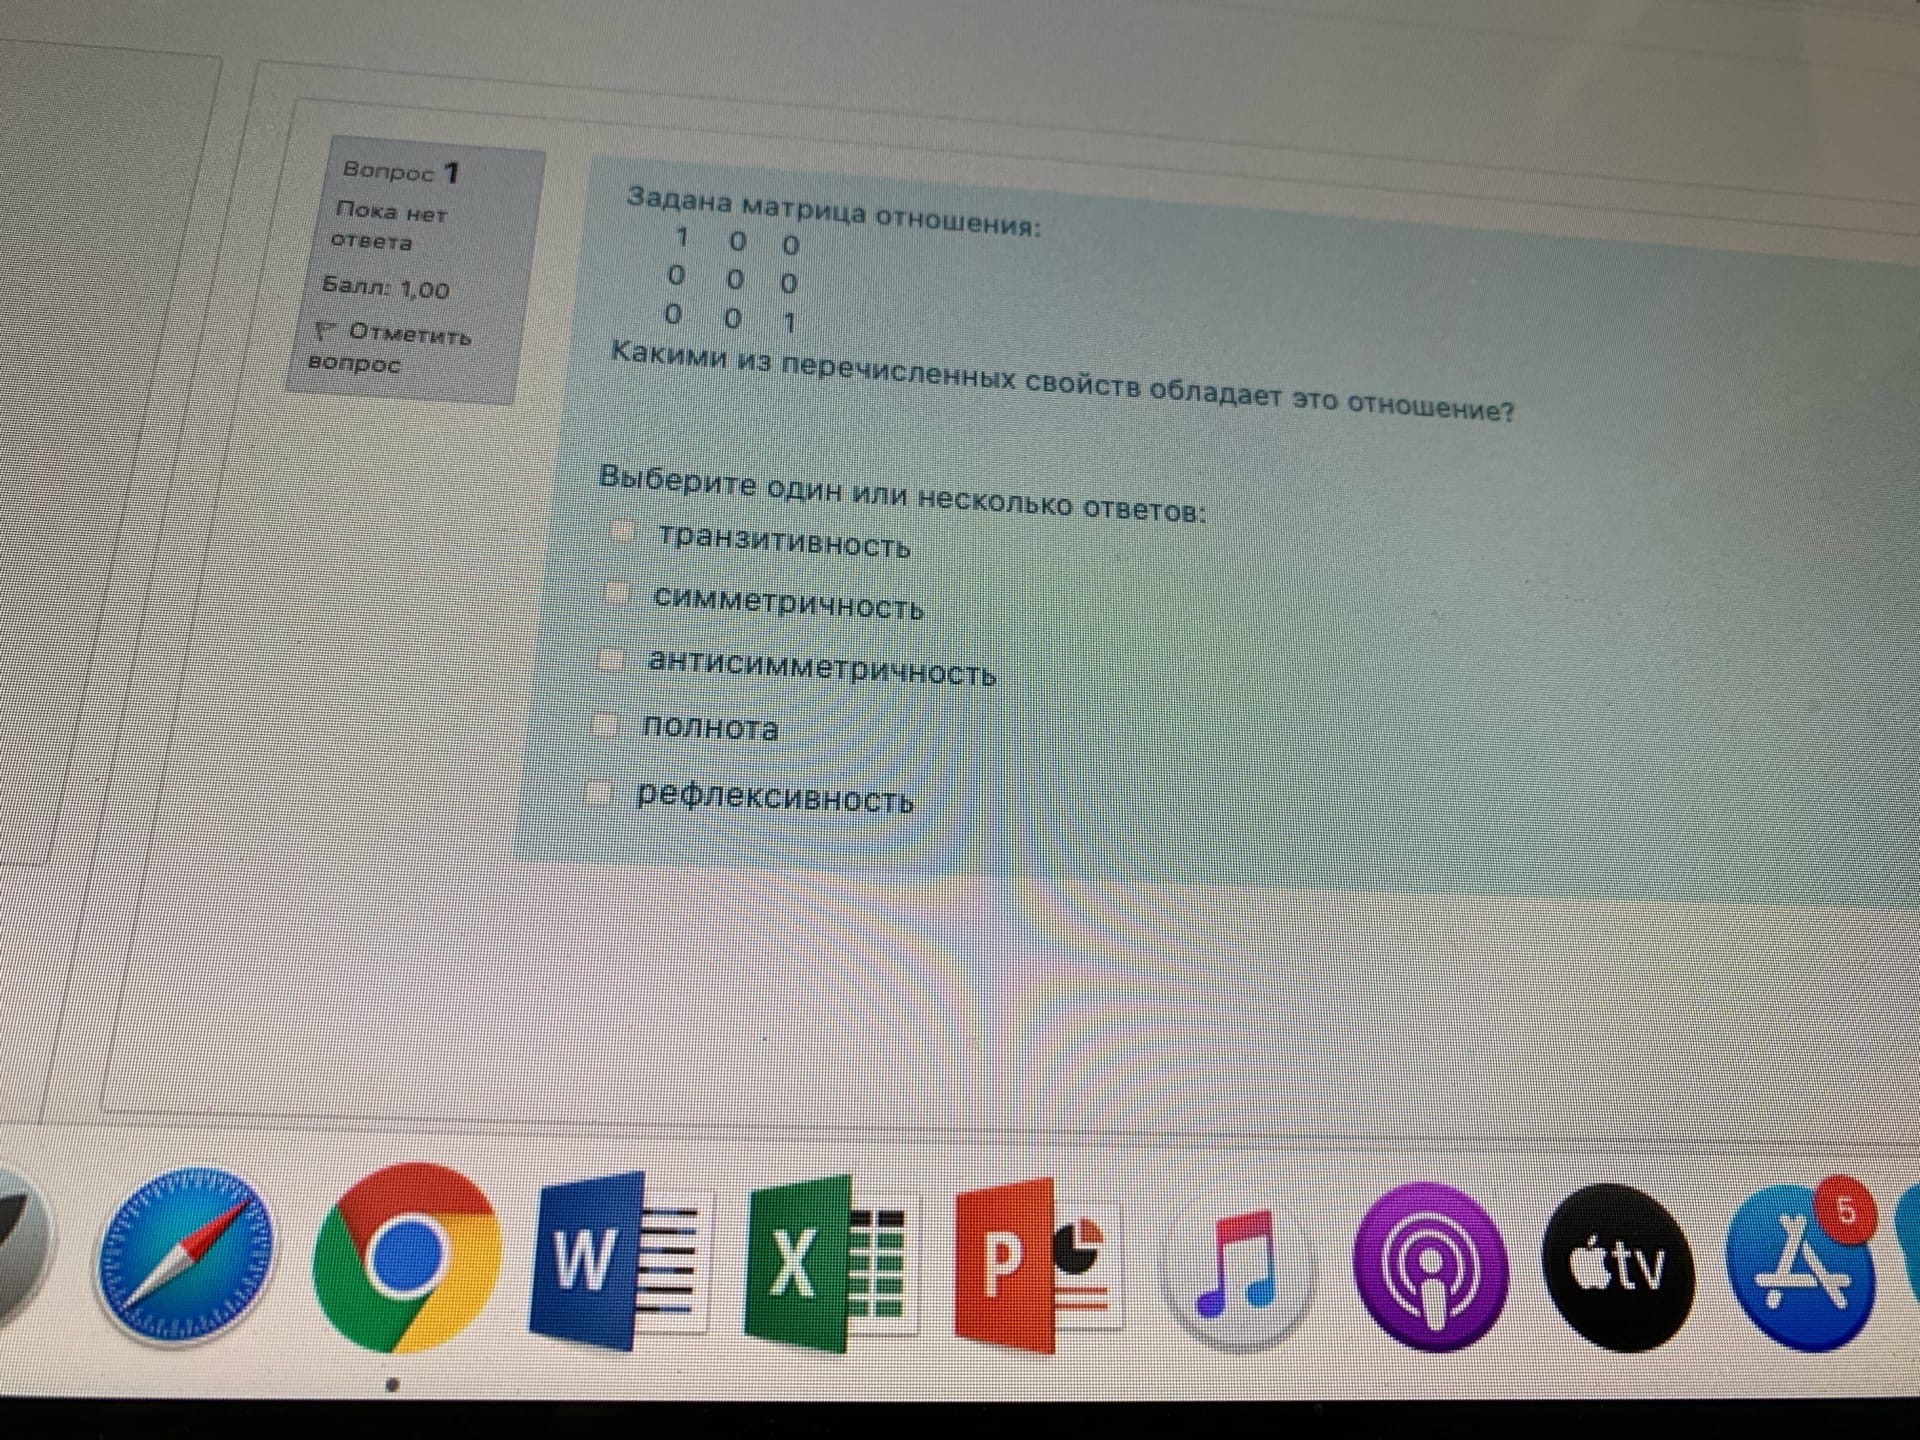 Вопрос 1
Пока нет
ответа
Балл: 1,00
Отметить
вопрос
Задана матрица отношения:
1 0 0
0 0 0
0 0 1
Какими из перечисленных свойств обладает это отношение?
Выберите один или несколько ответов:
транзитивность
симметричность
антисимметричность
полнота
рефлексивность
W
X
P
tv
5